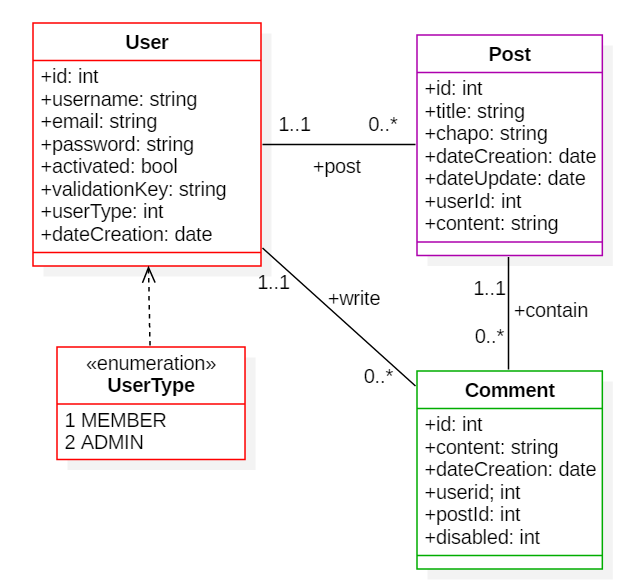 User
+id: int
+username: string
+email: string
+password: string
+activated: bool
+validationKey: string
+userType: int
+dateCreation: date
1..1
0..*
+post
Post
+id: int
+title: string
+chapo: string
+dateCreation: date
+dateUpdate: date
+userId: int
+content: string
1..1
+write
0..*
1..1
+contain
0..*
«enumeration»
UserType
1 MEMBER
2 ADMIN
Comment
+id: int
+content: string
+dateCreation: date
+userid; int
+postId: int
+disabled: int